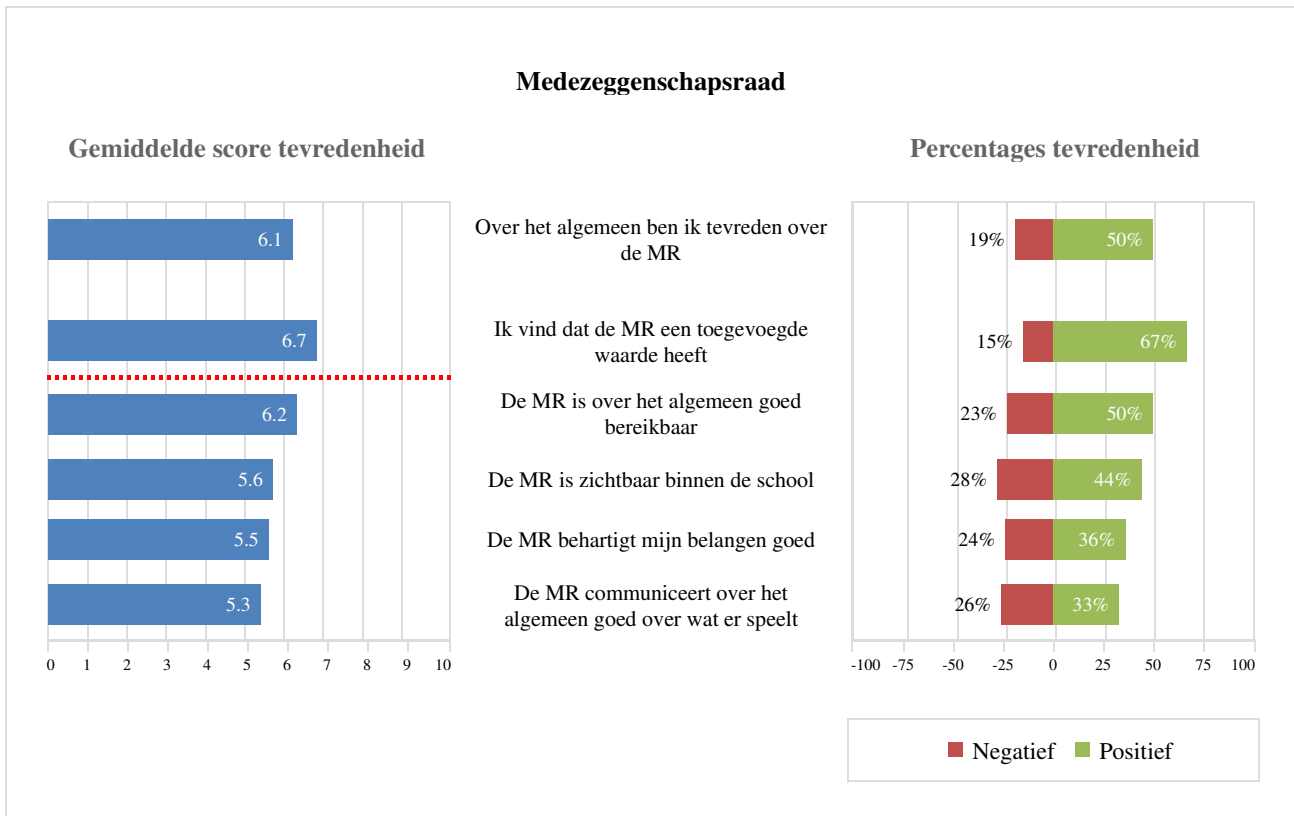 Medezeggenschapsraad
Gemiddelde score tevredenheid
Percentages tevredenheid
6.1
Over het algemeen ben ik tevreden over
de MR
19%
50%
6.7
Ik vind dat de MR een toegevoegde
waarde heeft
15%
67%
6.2
De MR is over het algemeen goed
bereikbaar
23%
50%
5.6
De MR is zichtbaar binnen de school
28%
44%
5.5
De MR behartigt mijn belangen goed
24%
36%
5.3
De MR communiceert over het
algemeen goed over wat er speelt
26%
33%
0 1 2 3 4 5 6 7 8 9 10
-100 -75 -50 -25 0 25 50 75 100
Negatief Positief